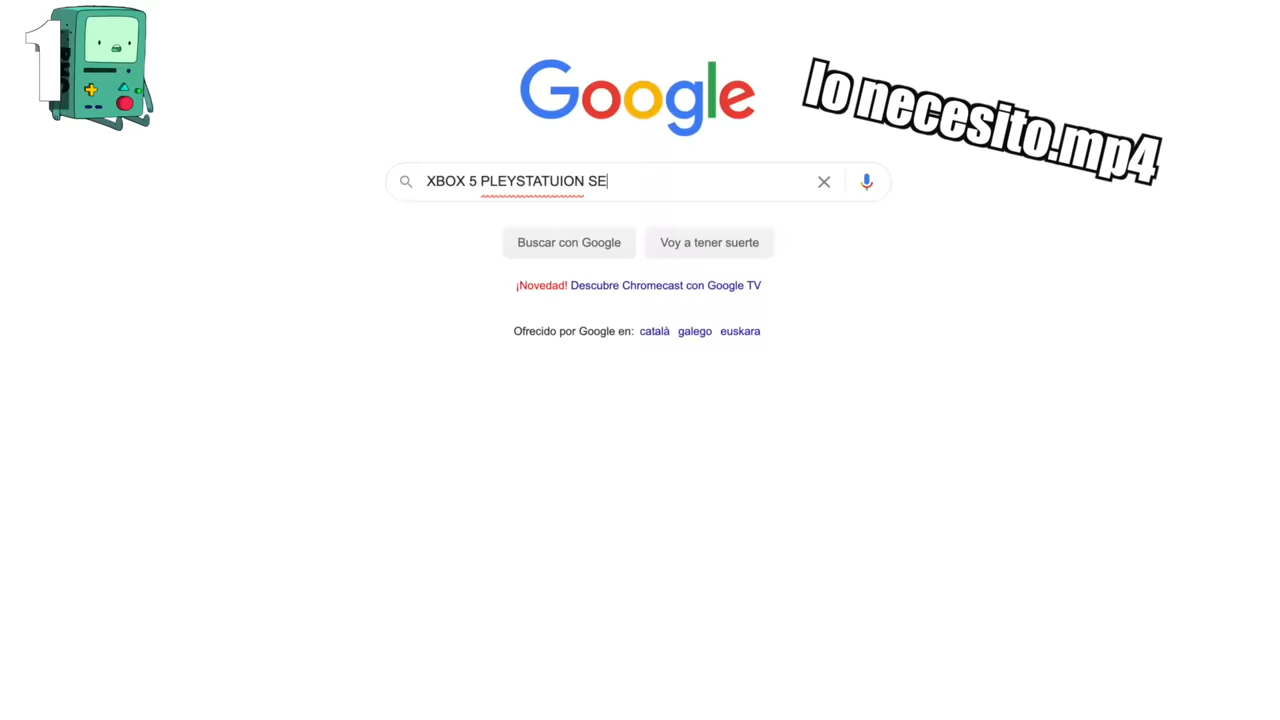 1
Google
lo necesito.mp4
XBOX 5 PLEYSTATUION SE
Buscar con Google
Voy a tener suerte
¡Novedad! Descubre Chromecast con Google TV
Ofrecido por Google en: català galego euskara